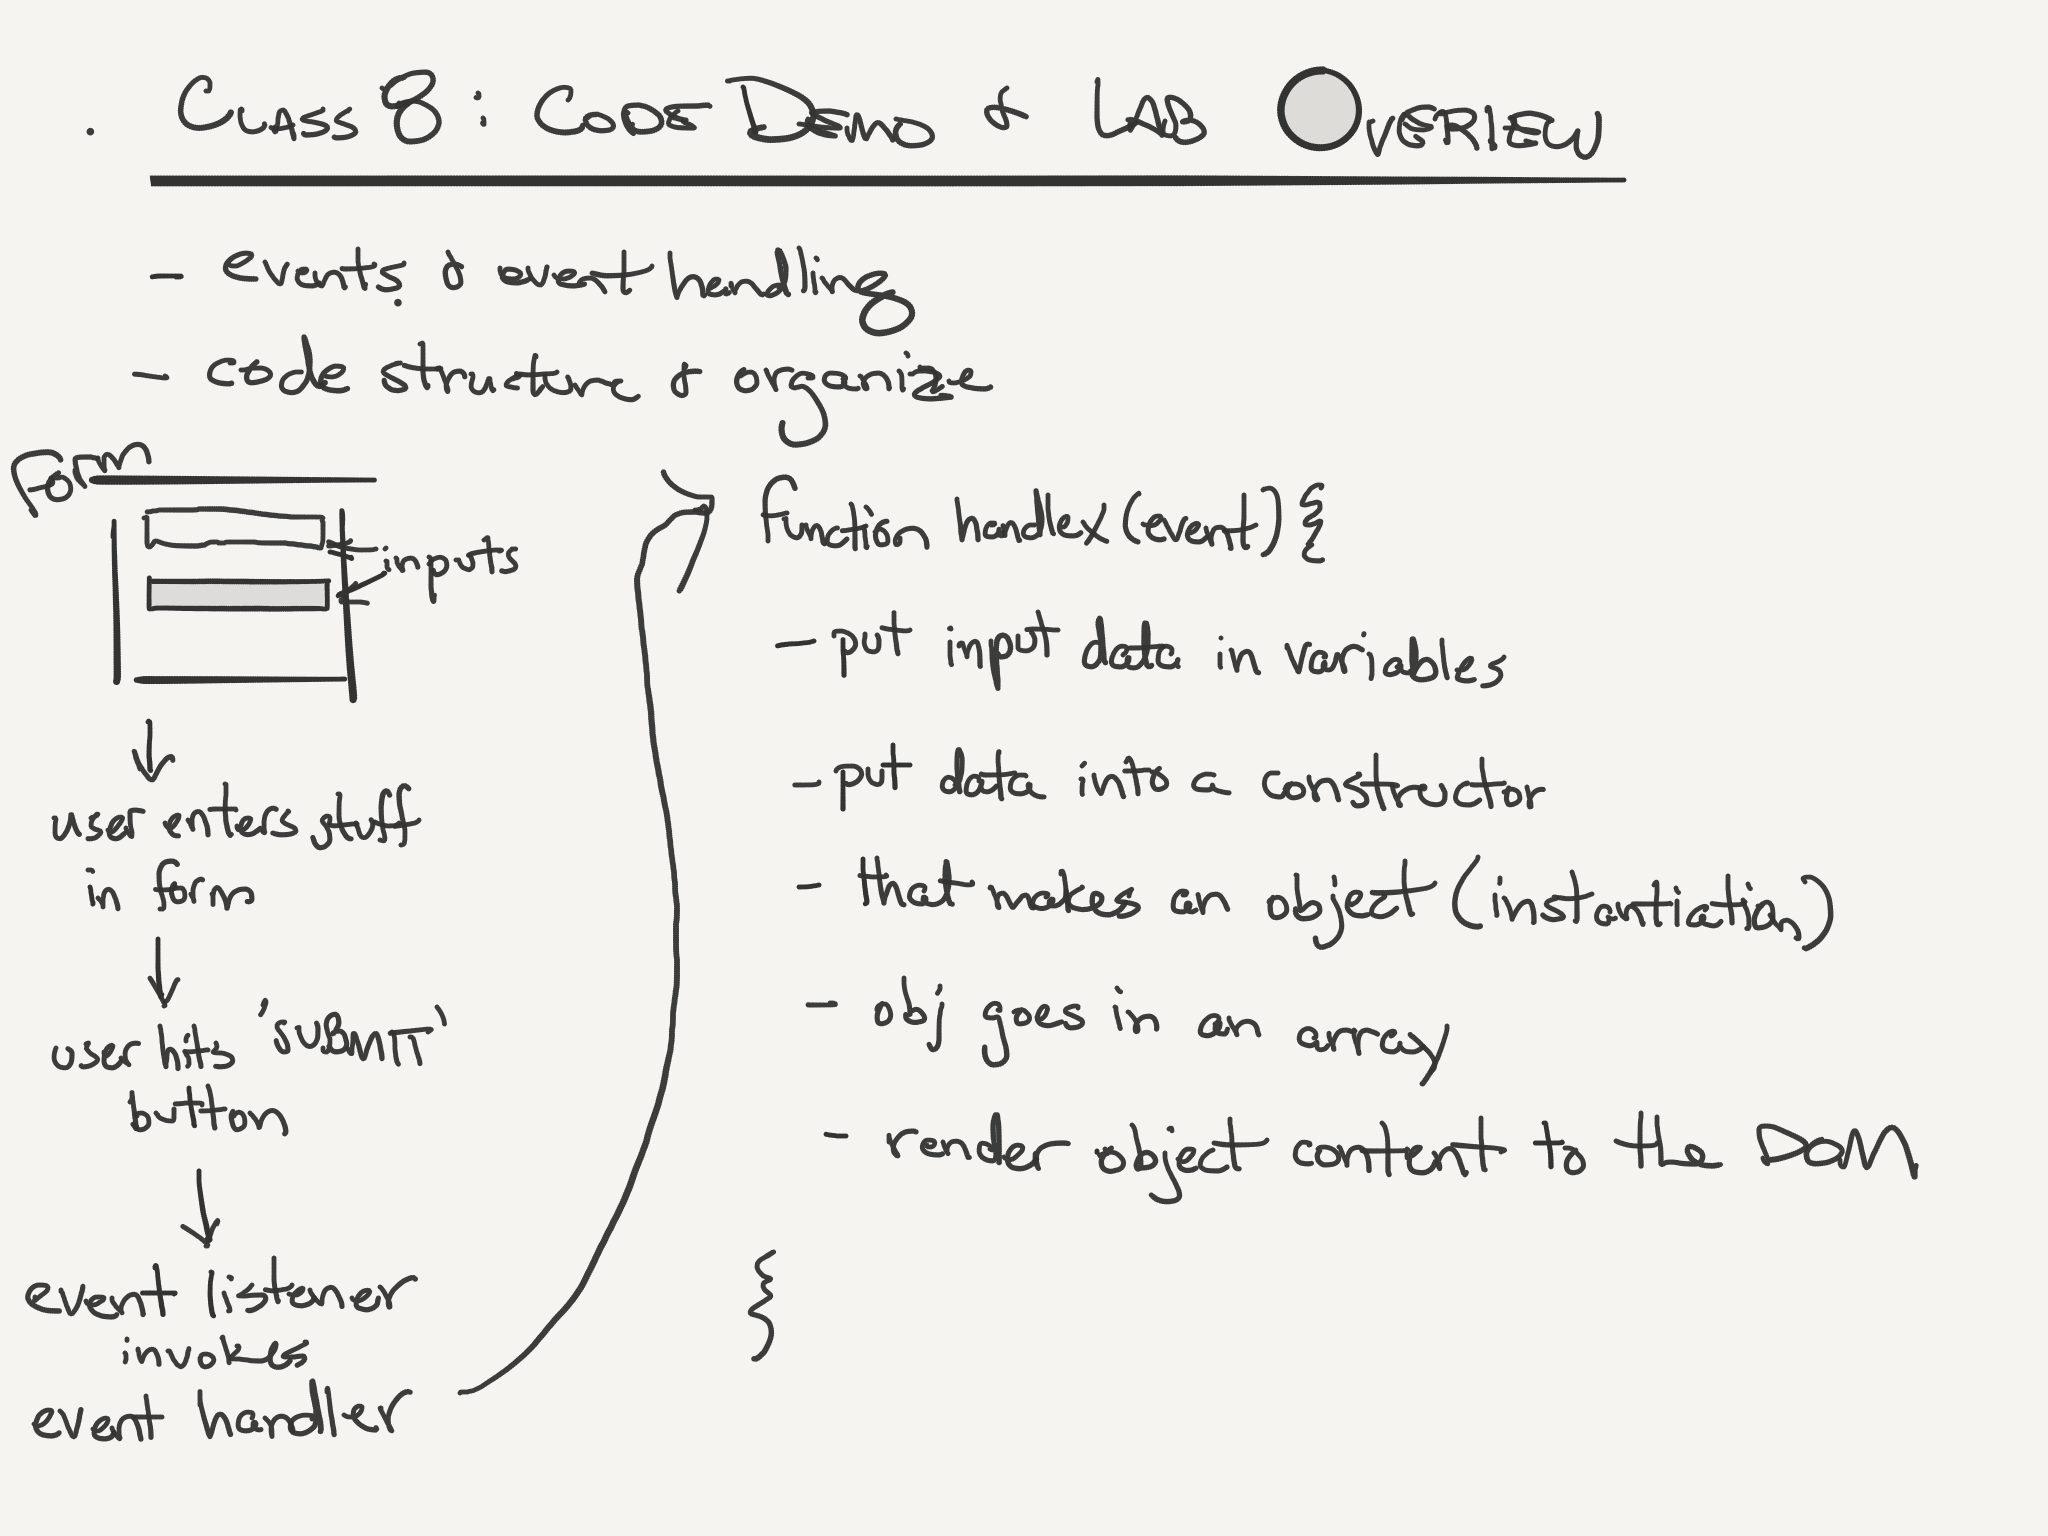 . CLASS 8: CODE DEMO & LAB OVERVIEW
- events & event handling
- code structure & organize
Form
inputs
↓
user enters stuff
in form
↓
user hits 'SUBMIT'
button
↓
event listener
invokes
event handler
function handlex(event) {
- put input data in variables
- put data into a constructor
- that makes an object (instantiation)
- obj goes in an array
- render object content to the DOM
}